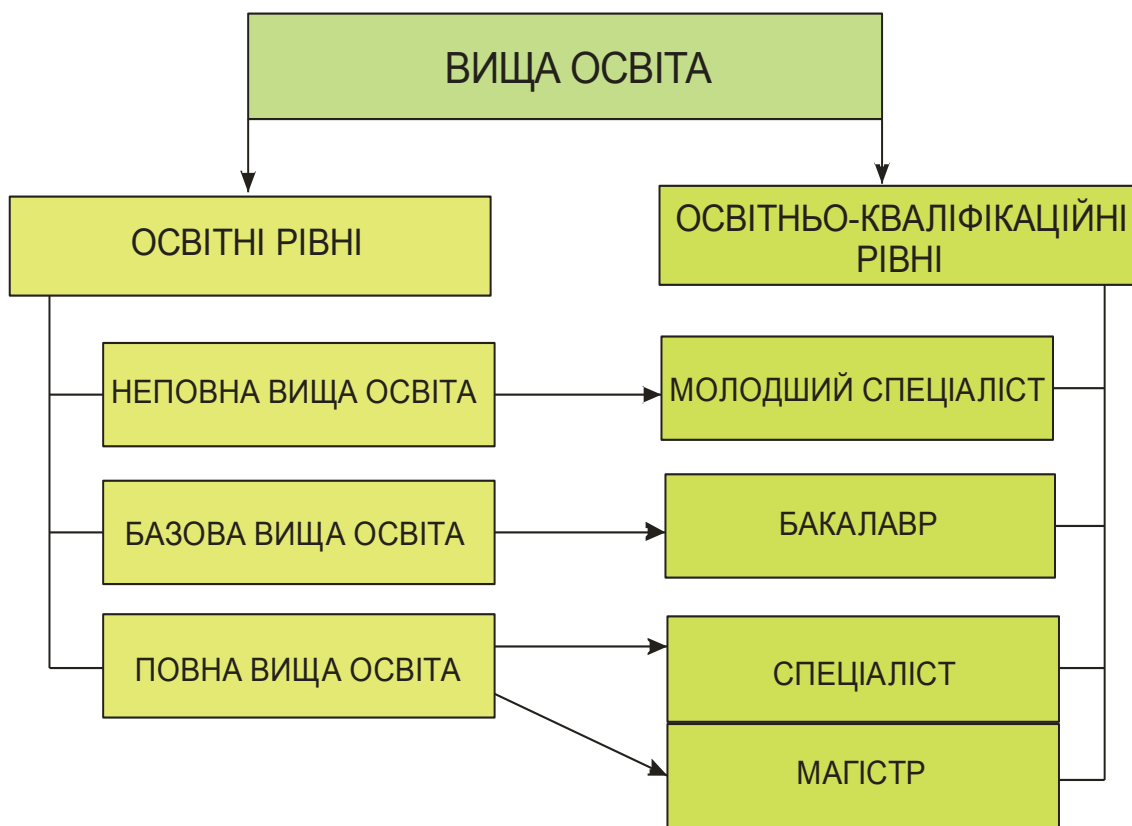 ВИЩА ОСВІТА
ОСВІТНІ РІВНІ
ОСВІТНЬО-КВАЛІФІКАЦІЙНІ
РІВНІ
НЕПОВНА ВИЩА ОСВІТА
МОЛОДШИЙ СПЕЦІАЛІСТ
БАЗОВА ВИЩА ОСВІТА
БАКАЛАВР
ПОВНА ВИЩА ОСВІТА
СПЕЦІАЛІСТ
МАГІСТР